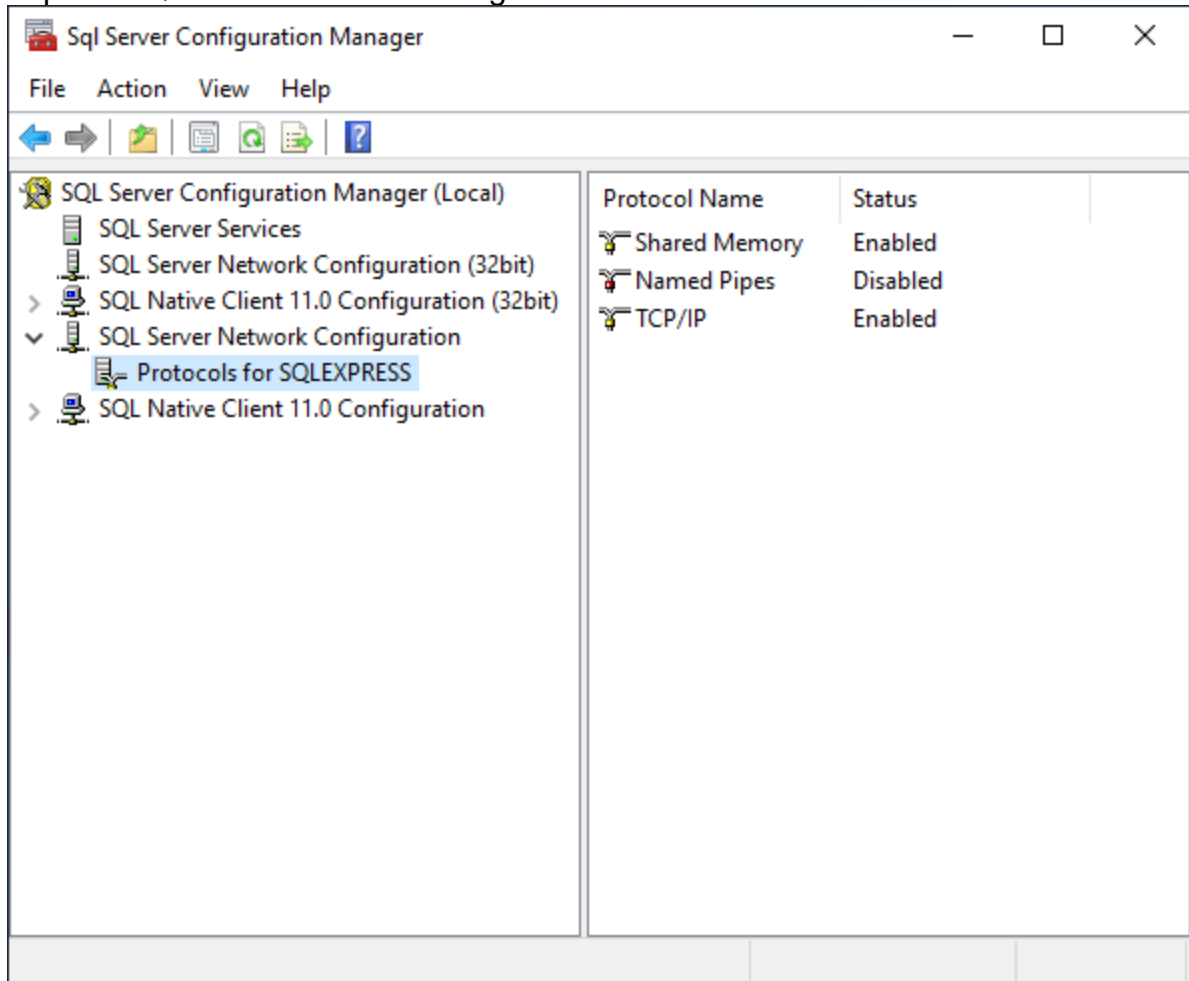 Sql Server Configuration Manager
File Action View Help
SQL Server Configuration Manager (Local)
SQL Server Services
SQL Server Network Configuration (32bit)
SQL Native Client 11.0 Configuration (32bit)
SQL Server Network Configuration
Protocols for SQLEXPRESS
SQL Native Client 11.0 Configuration
Protocol Name Status
Shared Memory Enabled
Named Pipes Disabled
TCP/IP Enabled